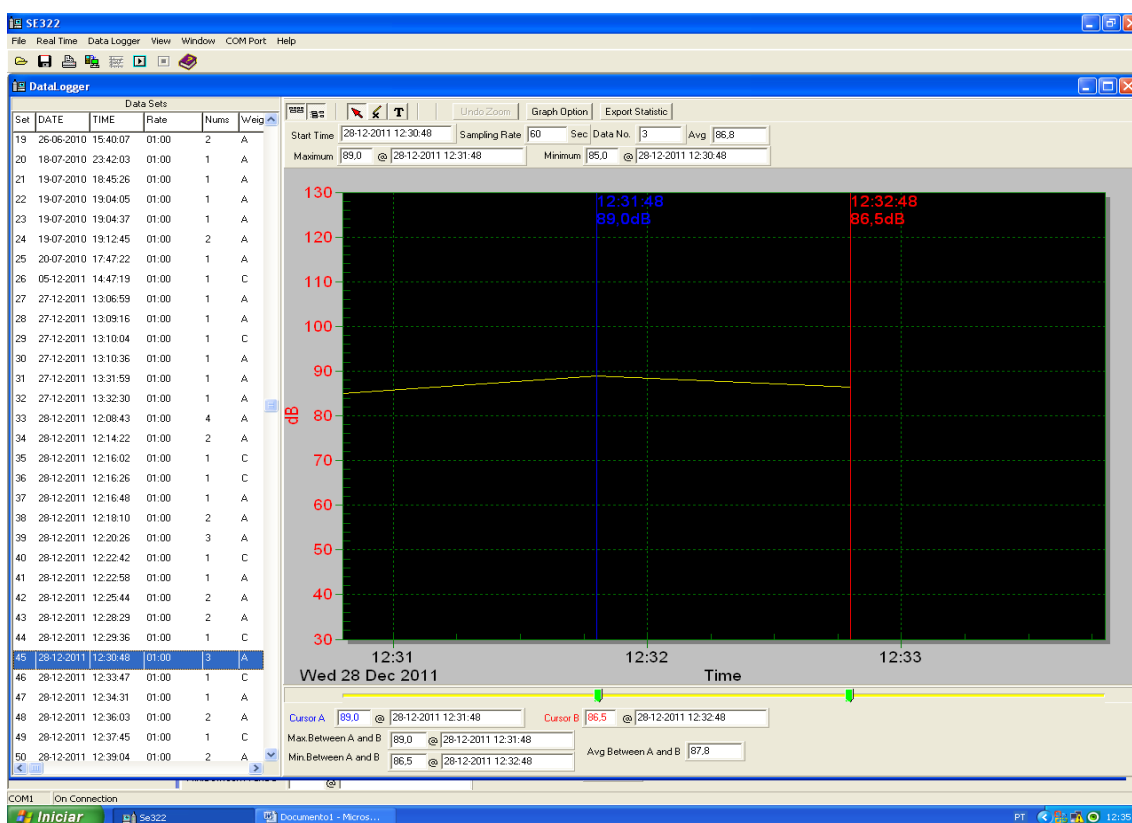 SE322
File Real Time Data Logger View Window COM Port Help
DataLogger
Data Sets
Set DATE TIME Rate Nums Weig
19 26-06-2010 15:40:07 01:00 2 A
20 18-07-2010 23:42:03 01:00 1 A
21 19-07-2010 18:45:26 01:00 1 A
22 19-07-2010 19:04:05 01:00 1 A
23 19-07-2010 19:04:37 01:00 1 A
24 19-07-2010 19:12:45 01:00 2 A
25 20-07-2010 17:47:22 01:00 1 A
26 05-12-2011 14:47:19 01:00 1 C
27 27-12-2011 13:06:59 01:00 1 A
28 27-12-2011 13:09:16 01:00 1 A
29 27-12-2011 13:10:04 01:00 1 C
30 27-12-2011 13:10:36 01:00 1 A
31 27-12-2011 13:31:59 01:00 1 A
32 27-12-2011 13:32:30 01:00 1 A
33 28-12-2011 12:08:43 01:00 4 A
34 28-12-2011 12:14:22 01:00 2 A
35 28-12-2011 12:16:02 01:00 1 C
36 28-12-2011 12:16:26 01:00 1 C
37 28-12-2011 12:16:48 01:00 1 A
38 28-12-2011 12:18:10 01:00 2 A
39 28-12-2011 12:20:26 01:00 3 A
40 28-12-2011 12:22:42 01:00 1 C
41 28-12-2011 12:22:58 01:00 1 A
42 28-12-2011 12:25:44 01:00 2 A
43 28-12-2011 12:28:29 01:00 2 A
44 28-12-2011 12:29:36 01:00 1 C
45 28-12-2011 12:30:48 01:00 3 A
46 28-12-2011 12:33:47 01:00 1 C
47 28-12-2011 12:34:31 01:00 1 A
48 28-12-2011 12:36:03 01:00 2 A
49 28-12-2011 12:37:45 01:00 1 C
50 28-12-2011 12:39:04 01:00 2 A
T Undo Zoom Graph Option Export Statistic
Start Time 28-12-2011 12:30:48 Sampling Rate 60 Sec Data No. 3 Avg 86,8
Maximum 89,0 @ 28-12-2011 12:31:48 Minimum 85,0 @ 28-12-2011 12:30:48
12:31:48 12:32:48
89,0dB 86,5dB
130
120
110
100
90
80
70
60
50
40
30
dB
12:31 12:32 12:33
Wed 28 Dec 2011 Time
Cursor A 89,0 @ 28-12-2011 12:31:48 Cursor B 86,5 @ 28-12-2011 12:32:48
Max.Between A and B 89,0 @ 28-12-2011 12:31:48
Min.Between A and B 86,5 @ 28-12-2011 12:32:48
Avg Between A and B 87,8
@
COM1 On Connection
Iniciar Se322 Documento1 - Micros... PT 12:35